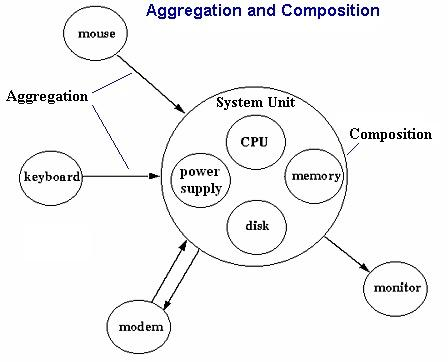 Aggregation and Composition
mouse
Aggregation
System Unit
CPU
Composition
keyboard
power
supply
memory
disk
monitor
modem